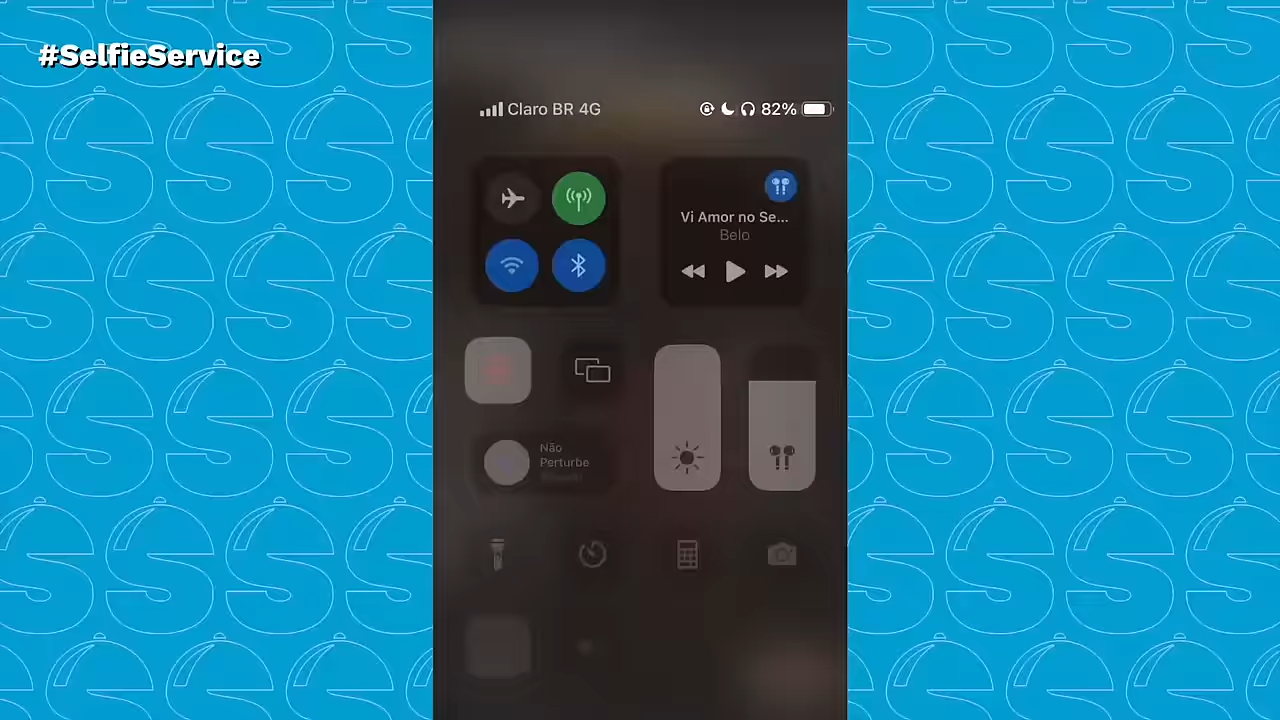 #SelfieService
Claro BR 4G
82%
Vi Amor no Se...
Belo
Não
Perturbe